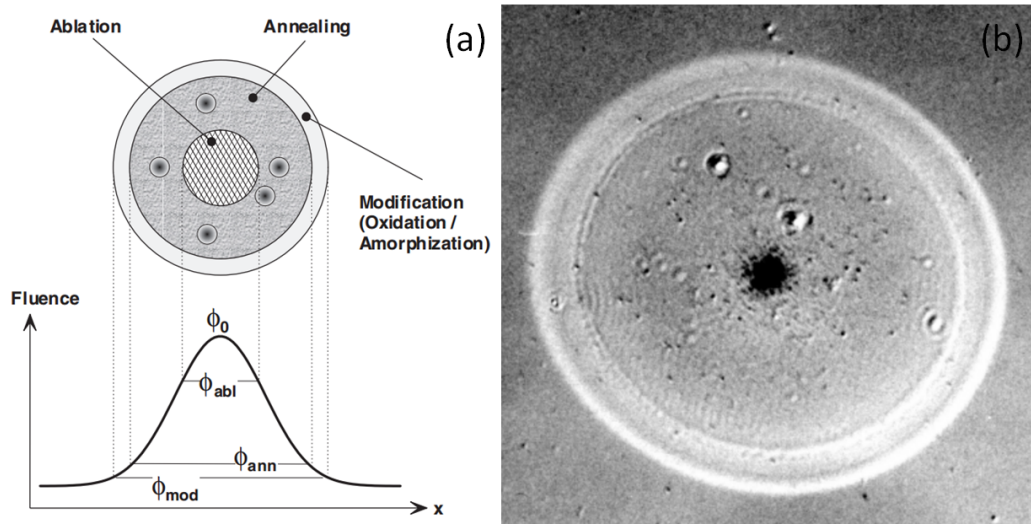 Ablation
Annealing
(a)
(b)
Modification
(Oxidation /
Amorphization)
Fluence
ϕ0
ϕabl
ϕann
ϕmod
x